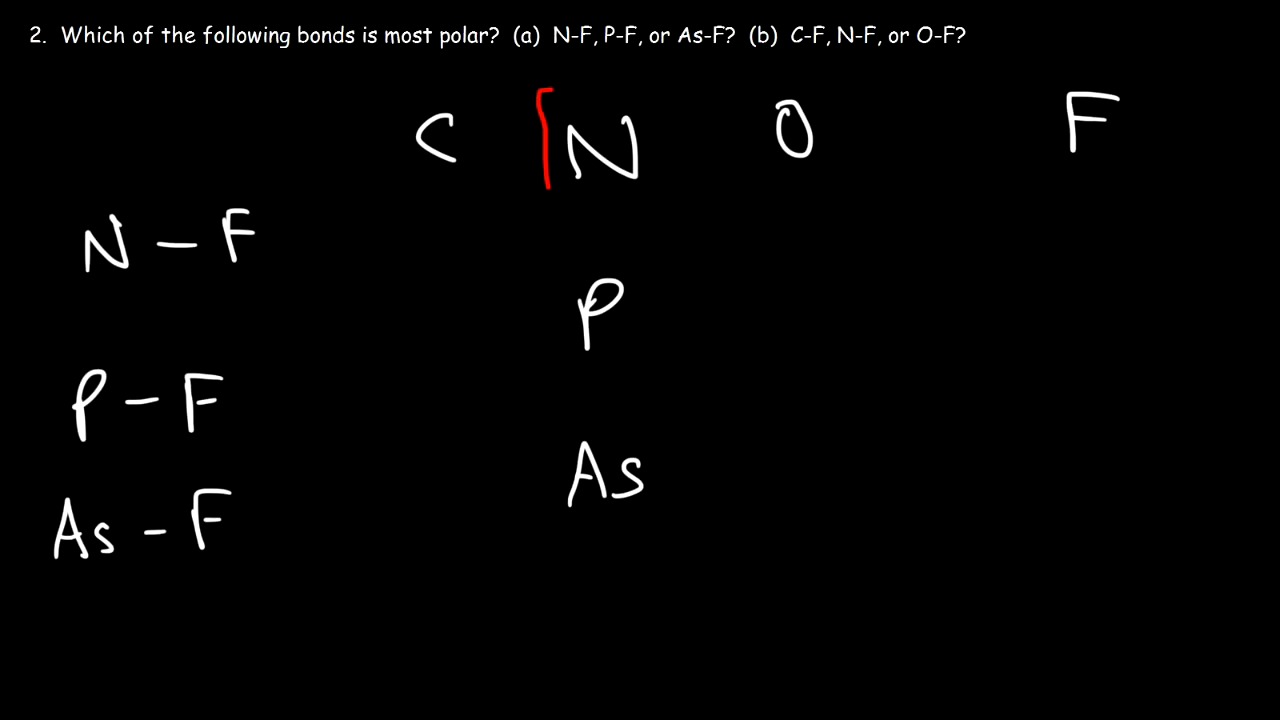 2. Which of the following bonds is most polar? (a) N-F, P-F, or As-F? (b) C-F, N-F, or O-F?
C N O F
N - F
P
P - F
As
As - F